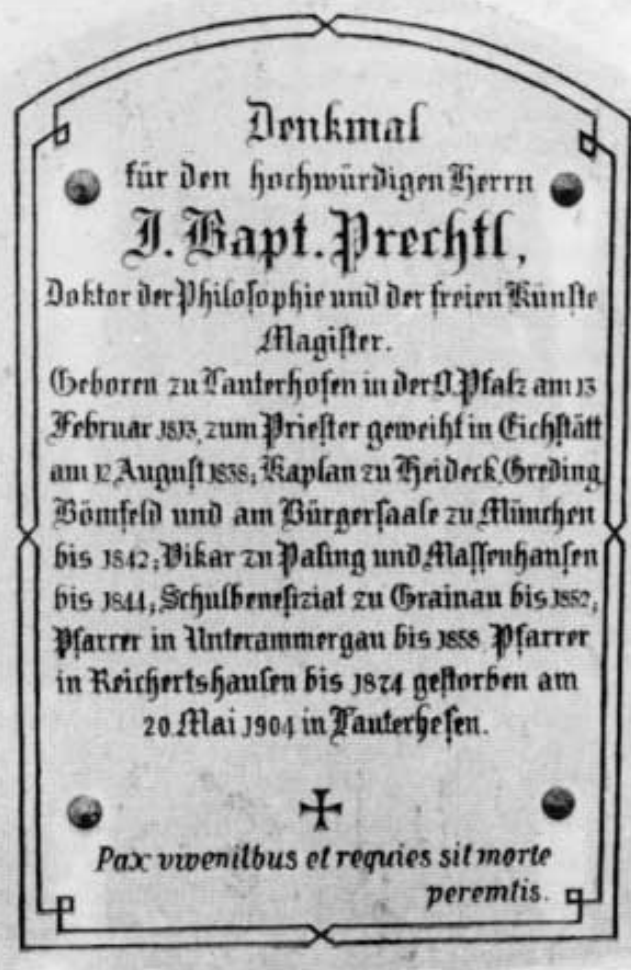 Denkmal
für den hochwürdigen Herrn
J. Bapt. Prechtl,
Doktor der Philosophie und der freien Künste
Magister.
Geboren zu Lauterhofen in der O. Pfalz am 13
Februar 1813, zum Priester geweiht in Eichstätt
am 12 August 1838; Kaplan zu Heideck, Greding
Bömfeld und am Bürgersaale zu München
bis 1842; Vikar zu Pasing und Massenhausen
bis 1844; Schulbenefiziat zu Grainau bis 1852;
Pfarrer in Unterammergau bis 1858 Pfarrer
in Reichertshausen bis 1874 gestorben am
20 Mai 1904 in Lauterhofen.
Pax viventibus et requies sit morte
peremtis.